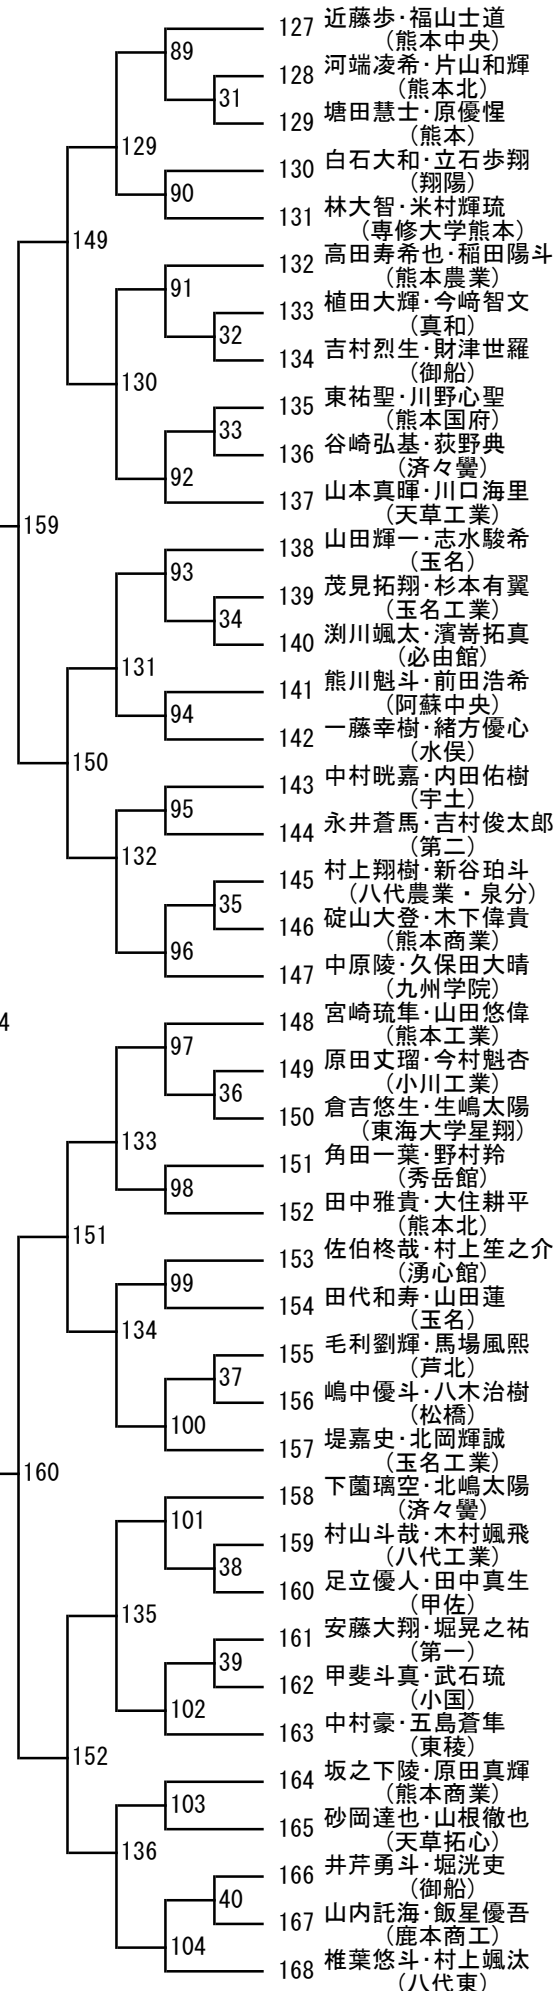 127 近藤歩・福山士道
（熊本中央）
128 河端凌希・片山和輝
（熊本北）
129 塘田慧士・原優惺
（熊本）
130 白石大和・立石歩翔
（翔陽）
131 林大智・米村輝琉
（専修大学熊本）
132 高田寿希也・稲田陽斗
（熊本農業）
133 植田大輝・今﨑智文
（真和）
134 吉村烈生・財津世羅
（御船）
135 東祐聖・川野心聖
（熊本国府）
136 谷崎弘基・荻野典
（済々黌）
137 山本真暉・川口海里
（天草工業）
138 山田輝一・志水駿希
（玉名）
139 茂見拓翔・杉本有翼
（玉名工業）
140 渕川颯太・濱嵜拓真
（必由館）
141 熊川魁斗・前田浩希
（阿蘇中央）
142 一藤幸樹・緒方優心
（水俣）
143 中村晄嘉・内田佑樹
（宇土）
144 永井蒼馬・吉村俊太郎
（第二）
145 村上翔樹・新谷珀斗
（八代農業・泉分）
146 碇山大登・木下偉貴
（熊本商業）
147 中原陵・久保田大晴
（九州学院）
148 宮崎琉隼・山田悠偉
（熊本工業）
149 原田丈瑠・今村魁杏
（小川工業）
150 倉吉悠生・生嶋太陽
（東海大学星翔）
151 角田一葉・野村羚
（秀岳館）
152 田中雅貴・大住耕平
（熊本北）
153 佐伯柊哉・村上笙之介
（湧心館）
154 田代和寿・山田蓮
（玉名）
155 毛利劉輝・馬場風熙
（芦北）
156 嶋中優斗・八木治樹
（松橋）
157 堤嘉史・北岡輝誠
（玉名工業）
158 下薗璃空・北嶋太陽
（済々黌）
159 村山斗哉・木村颯飛
（八代工業）
160 足立優人・田中真生
（甲佐）
161 安藤大翔・堀晃之祐
（第一）
162 甲斐斗真・武石琉
（小国）
163 中村豪・五島蒼隼
（東稜）
164 坂之下陵・原田真輝
（熊本商業）
165 砂岡達也・山根徹也
（天草拓心）
166 井芹勇斗・堀洸吏
（御船）
167 山内託海・飯星優吾
（鹿本商工）
168 椎葉悠斗・村上颯汰
（八代東）
89
31
129
90
149
91
32
130
33
92
159
93
34
131
94
150
95
132
35
96
4
97
36
133
98
151
99
134
37
100
160
101
38
135
39
102
152
103
136
40
104